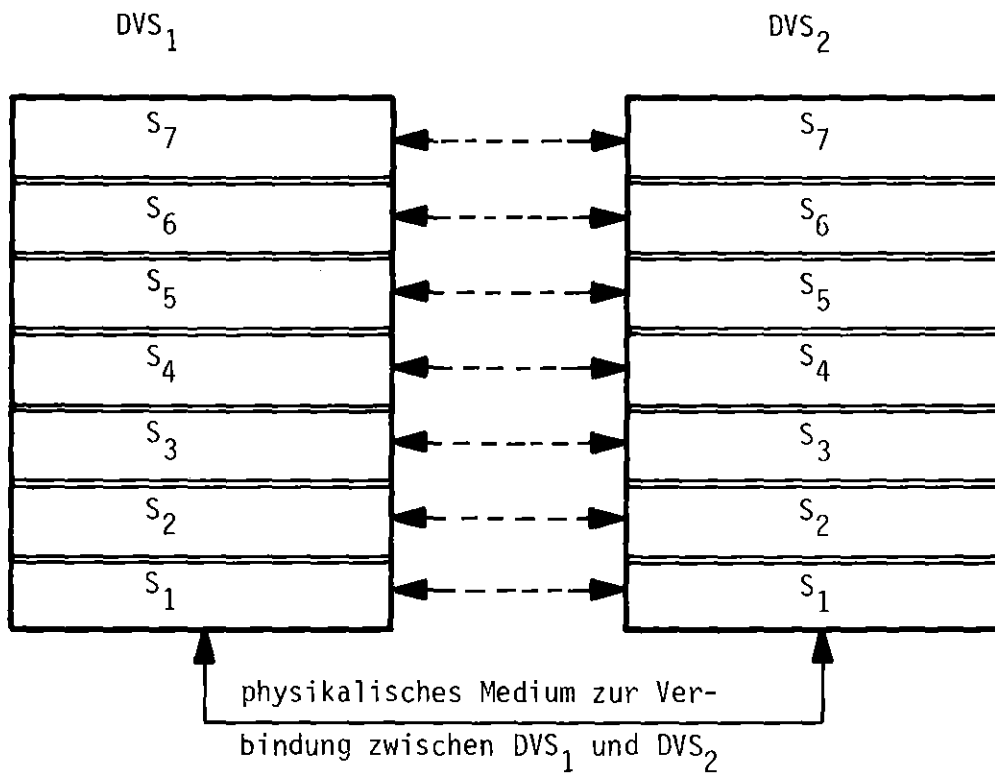 DVS₁ DVS₂
S₇ S₇
S₆ S₆
S₅ S₅
S₄ S₄
S₃ S₃
S₂ S₂
S₁ S₁
physikalisches Medium zur Ver-
bindung zwischen DVS₁ und DVS₂